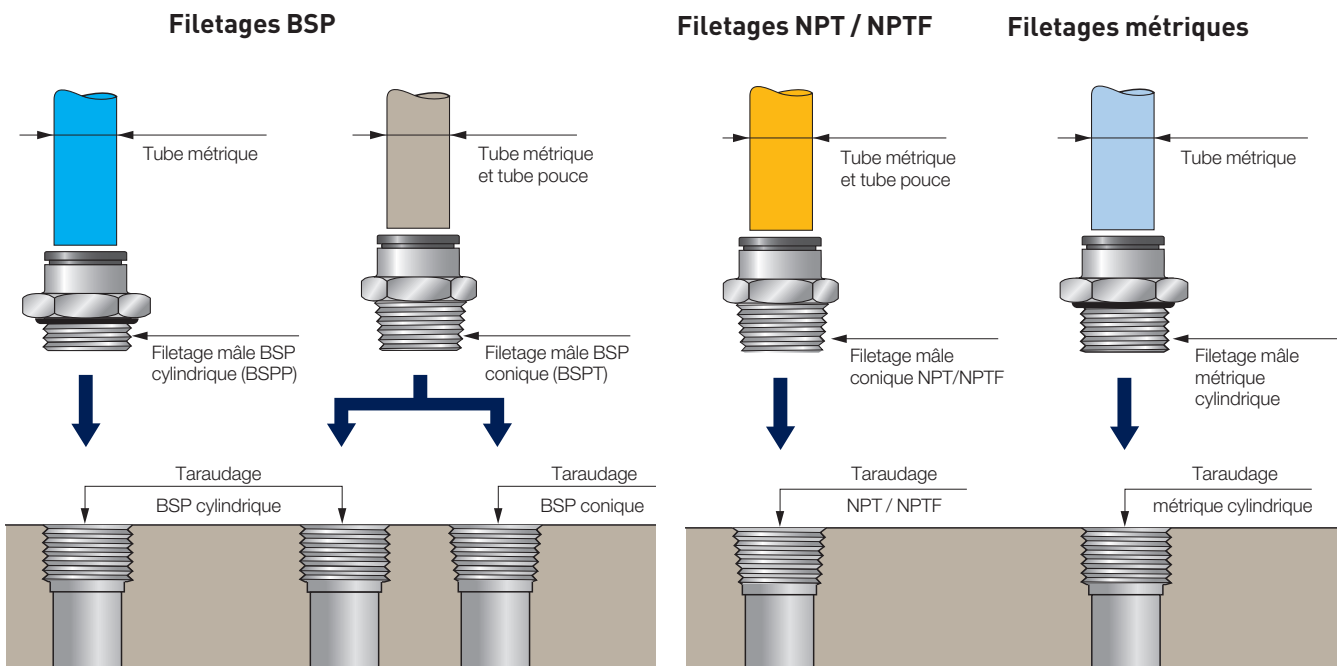 Filetages BSP
Filetages NPT / NPTF
Filetages métriques
Tube métrique
Tube métrique
et tube pouce
Tube métrique
et tube pouce
Tube métrique
Filetage mâle BSP
cylindrique (BSPP)
Filetage mâle BSP
conique (BSPT)
Filetage mâle
conique NPT/NPTF
Filetage mâle
métrique
cylindrique
Taraudage
BSP cylindrique
Taraudage
BSP conique
Taraudage
NPT / NPTF
Taraudage
métrique cylindrique